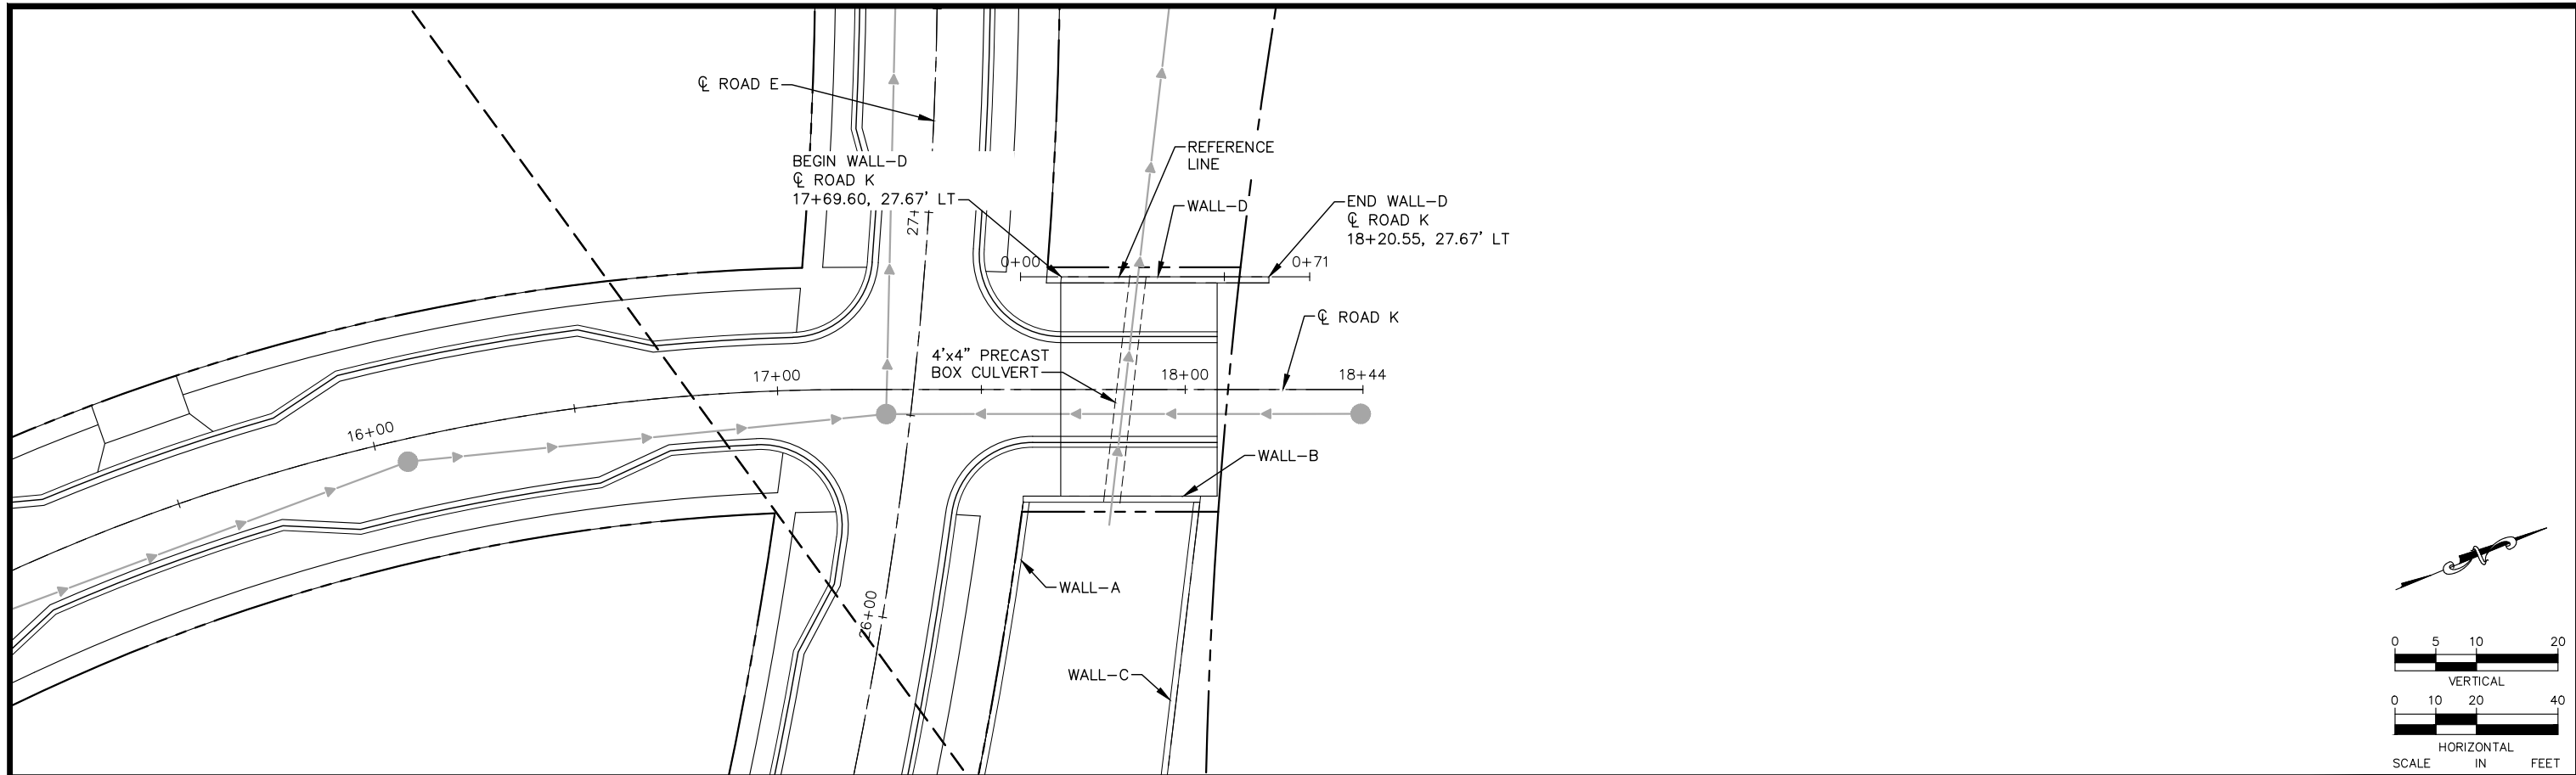 ℄ ROAD E
BEGIN WALL-D
℄ ROAD K
17+69.60, 27.67' LT
27+
REFERENCE
LINE
WALL-D
END WALL-D
℄ ROAD K
18+20.55, 27.67' LT
0+00
0+71
℄ ROAD K
4'x4" PRECAST
BOX CULVERT
17+00
18+00
18+44
16+00
WALL-B
WALL-A
26+00
WALL-C
N
0 5 10 20
VERTICAL
0 10 20 40
HORIZONTAL
SCALE IN FEET